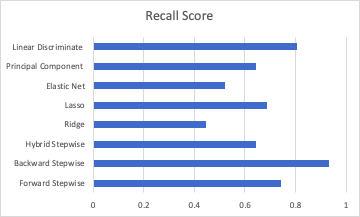 Recall Score
Linear Discriminate
Principal Component
Elastic Net
Lasso
Ridge
Hybrid Stepwise
Backward Stepwise
Forward Stepwise
0 0.2 0.4 0.6 0.8 1